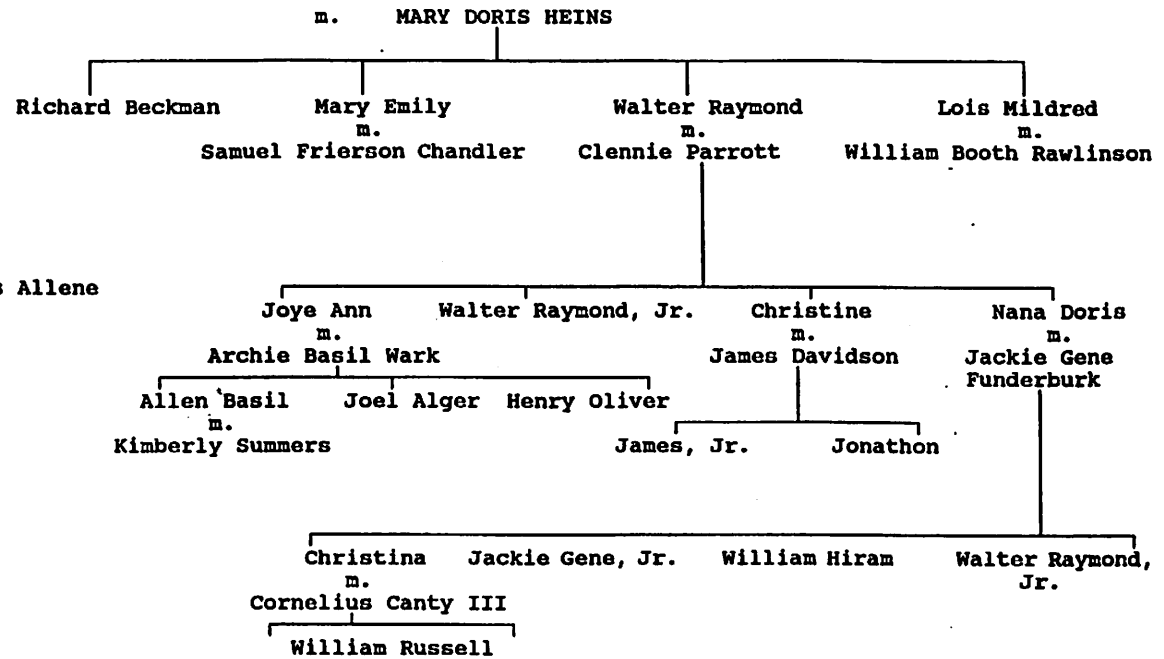 m. MARY DORIS HEINS
Richard Beckman Mary Emily Walter Raymond Lois Mildred
m. m. m.
Samuel Frierson Chandler Clennie Parrott William Booth Rawlinson
Allene
Joye Ann Walter Raymond, Jr. Christine Nana Doris
m. m. m.
Archie Basil Wark James Davidson Jackie Gene
Funderburk
Allen Basil Joel Alger Henry Oliver
m.
Kimberly Summers James, Jr. Jonathon
Christina Jackie Gene, Jr. William Hiram Walter Raymond,
m. Jr.
Cornelius Canty III
William Russell